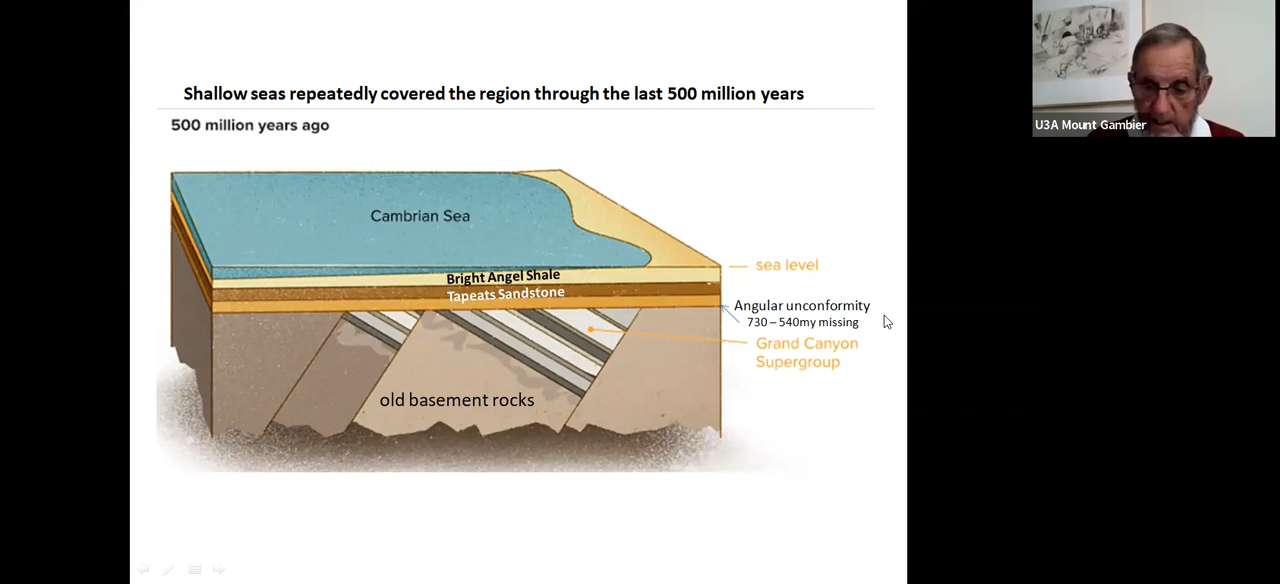 Shallow seas repeatedly covered the region through the last 500 million years
500 million years ago
Cambrian Sea
sea level
Bright Angel Shale
Tapeats Sandstone
Angular unconformity
730 – 540my missing
Grand Canyon
Supergroup
old basement rocks
U3A Mount Gambier